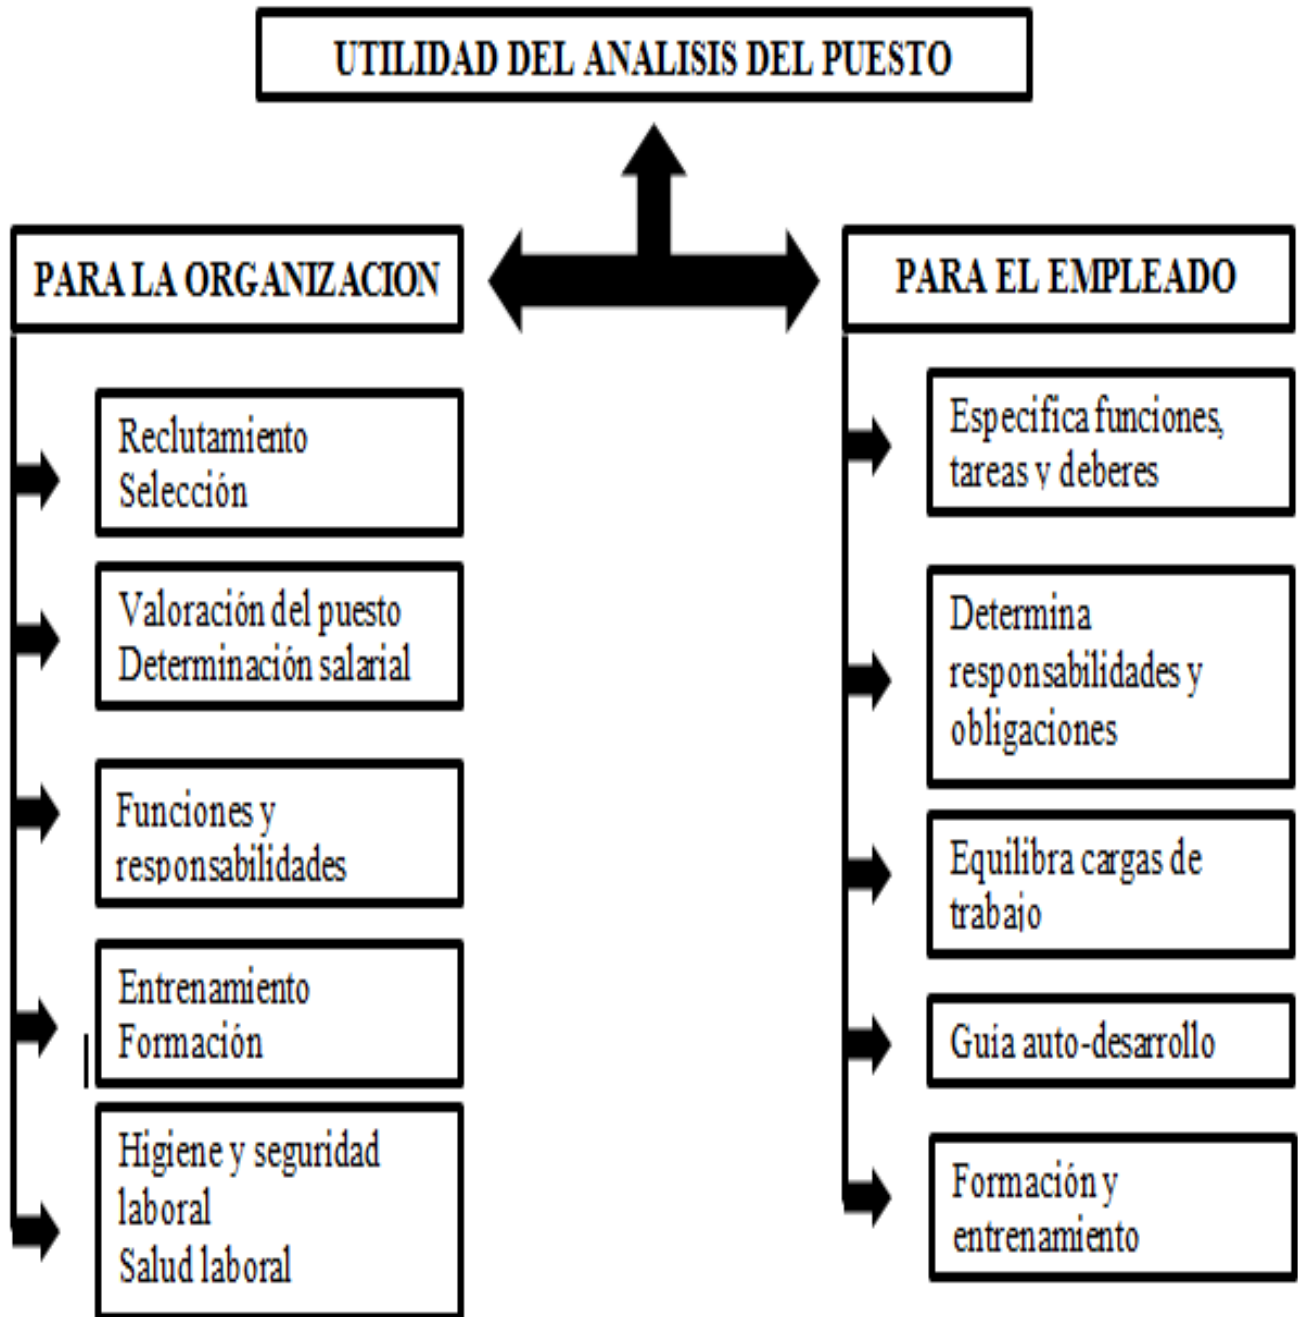 UTILIDAD DEL ANALISIS DEL PUESTO
PARA LA ORGANIZACION
Reclutamiento
Selección
Valoración del puesto
Determinación salarial
Funciones y
responsabilidades
Entrenamiento
Formación
Higiene y seguridad
laboral
Salud laboral
PARA EL EMPLEADO
Especifica funciones,
tareas y deberes
Determina
responsabilidades y
obligaciones
Equilibra cargas de
trabajo
Guía auto-desarrollo
Formación y
entrenamiento